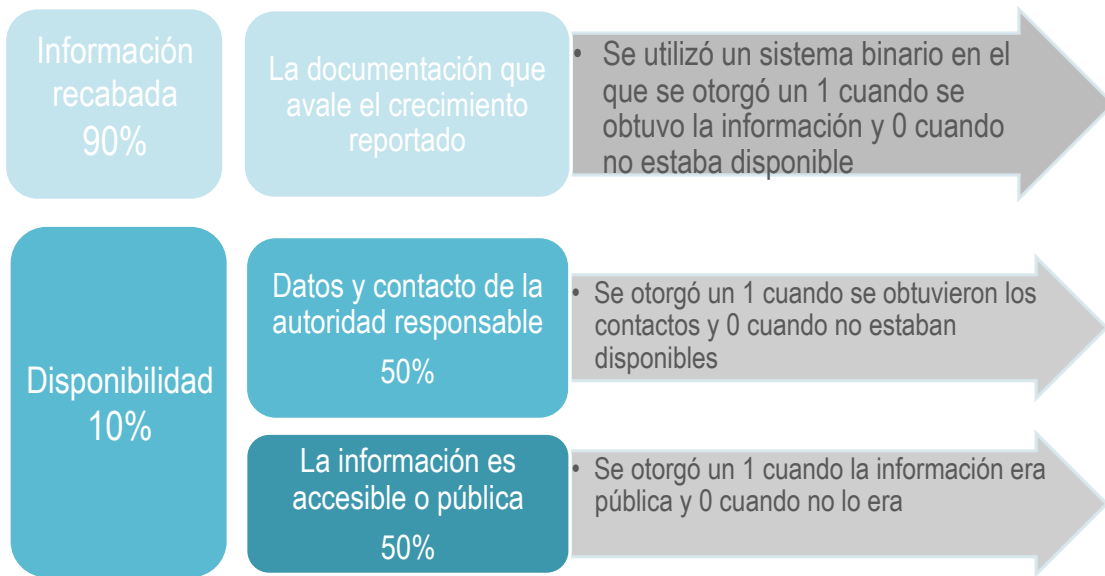 Información
recabada
90%
La documentación que
avale el crecimiento
reportado
• Se utilizó un sistema binario en el
que se otorgó un 1 cuando se
obtuvo la información y 0 cuando
no estaba disponible
Disponibilidad
10%
Datos y contacto de la
autoridad responsable
50%
• Se otorgó un 1 cuando se obtuvieron los
contactos y 0 cuando no estaban
disponibles
La información es
accesible o pública
50%
• Se otorgó un 1 cuando la información era
pública y 0 cuando no lo era